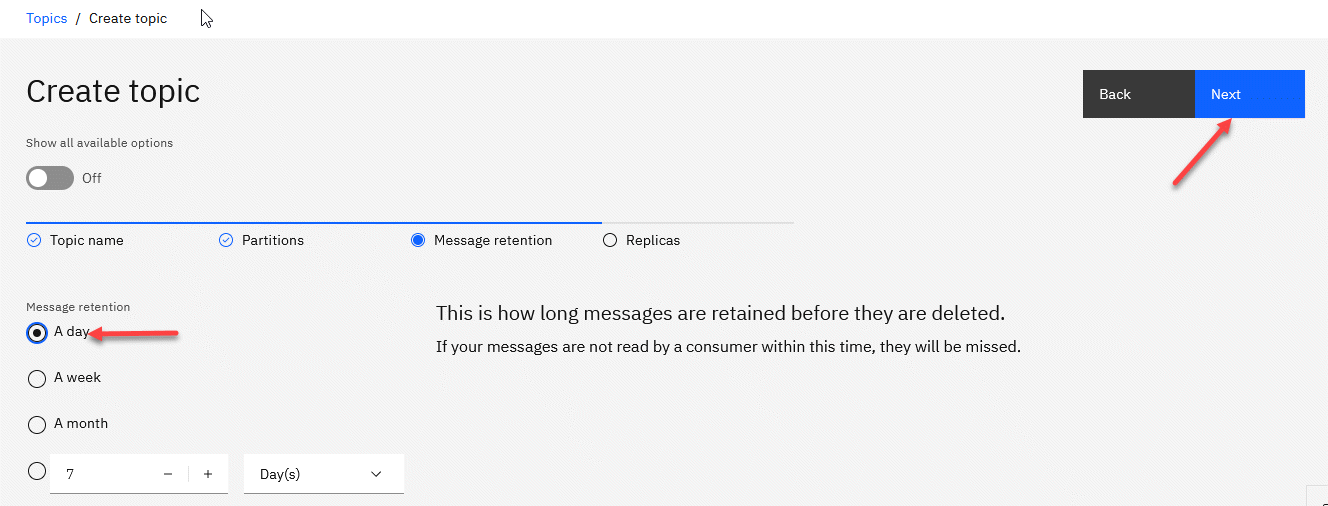 Topics / Create topic
Create topic
Back Next
Show all available options
Off
Topic name Partitions Message retention Replicas
Message retention
This is how long messages are retained before they are deleted.
A day
If your messages are not read by a consumer within this time, they will be missed.
A week
A month
7 − + Day(s)